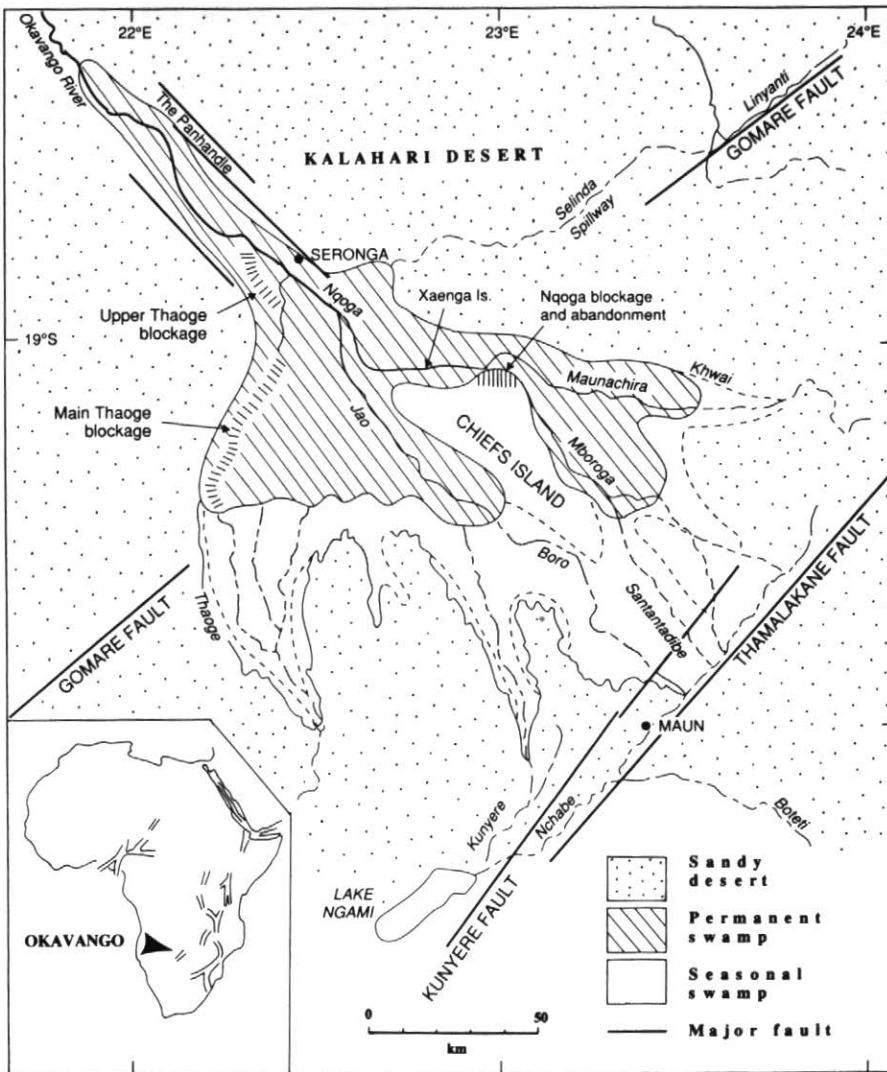 22°E
23°E
24°E
Okavango River
The Panhandle
Linyanti
GOMARE FAULT
KALAHARI DESERT
Selinda
Spillway
SERONGA
Nqoga
Xaenga Is.
Nqoga blockage
and abandonment
Upper Thaoge
blockage
19°S
Khwai
Maunachira
Main Thaoge
blockage
Jao
CHIEFS ISLAND
Mboroga
Boro
Santantadibe
THAMALAKANE FAULT
Thaoge
GOMARE FAULT
MAUN
Kunyere
Nchabe
Boteti
LAKE
NGAMI
KUNYERE FAULT
OKAVANGO
Sandy
desert
Permanent
swamp
Seasonal
swamp
Major fault
0
50
km